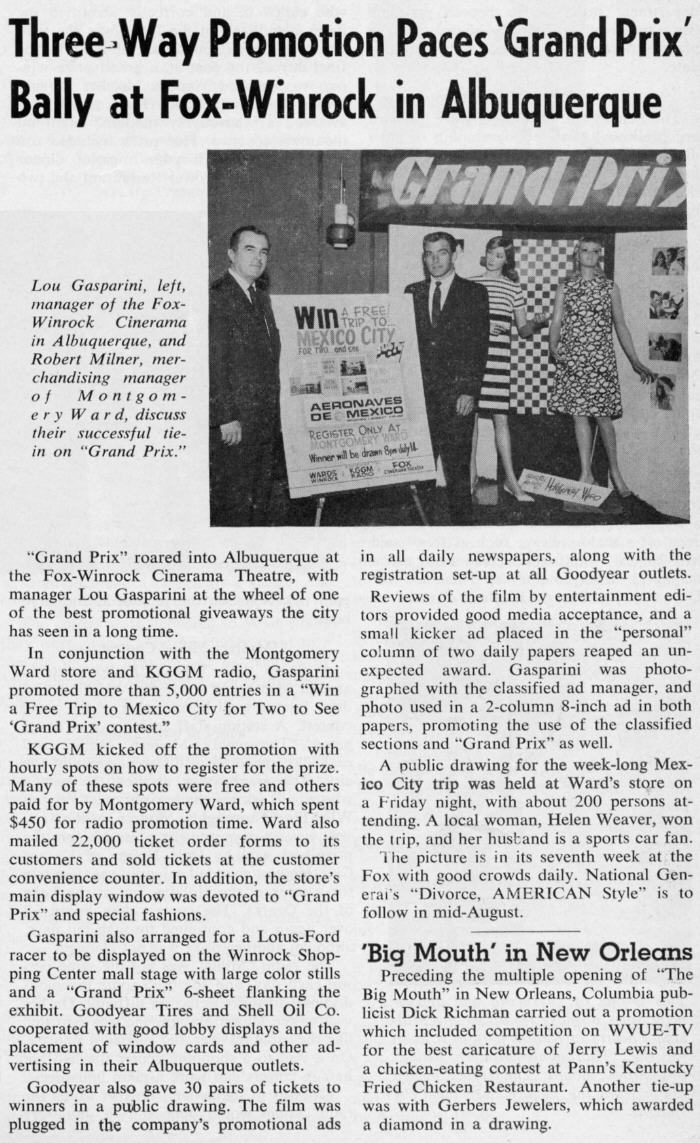 Three-Way Promotion Paces 'Grand Prix'
Bally at Fox-Winrock in Albuquerque
Lou Gasparini, left,
manager of the Fox-
Winrock Cinerama
in Albuquerque, and
Robert Milner, mer-
chandising manager
of Montgom-
ery Ward, discuss
their successful tie-
in on "Grand Prix."
Grand Prix
Win A FREE
TRIP TO...
MEXICO CITY
FOR TWO. and see
AERONAVES
DE MEXICO
REGISTER ONLY AT
MONTGOMERY WARD
Winner will be drawn 8pm July 14
WARDS
WINROCK
KGGM
RADIO
FOX
CINERAMA THEATRE
Montgomery Ward
"Grand Prix" roared into Albuquerque at
the Fox-Winrock Cinerama Theatre, with
manager Lou Gasparini at the wheel of one
of the best promotional giveaways the city
has seen in a long time.
In conjunction with the Montgomery
Ward store and KGGM radio, Gasparini
promoted more than 5,000 entries in a "Win
a Free Trip to Mexico City for Two to See
'Grand Prix' contest."
KGGM kicked off the promotion with
hourly spots on how to register for the prize.
Many of these spots were free and others
paid for by Montgomery Ward, which spent
$450 for radio promotion time. Ward also
mailed 22,000 ticket order forms to its
customers and sold tickets at the customer
convenience counter. In addition, the store's
main display window was devoted to "Grand
Prix" and special fashions.
Gasparini also arranged for a Lotus-Ford
racer to be displayed on the Winrock Shop-
ping Center mall stage with large color stills
and a "Grand Prix" 6-sheet flanking the
exhibit. Goodyear Tires and Shell Oil Co.
cooperated with good lobby displays and the
placement of window cards and other ad-
vertising in their Albuquerque outlets.
Goodyear also gave 30 pairs of tickets to
winners in a public drawing. The film was
plugged in the company's promotional ads
in all daily newspapers, along with the
registration set-up at all Goodyear outlets.
Reviews of the film by entertainment edi-
tors provided good media acceptance, and a
small kicker ad placed in the "personal"
column of two daily papers reaped an un-
expected award. Gasparini was photo-
graphed with the classified ad manager, and
photo used in a 2-column 8-inch ad in both
papers, promoting the use of the classified
sections and "Grand Prix" as well.
A public drawing for the week-long Mex-
ico City trip was held at Ward's store on
a Friday night, with about 200 persons at-
tending. A local woman, Helen Weaver, won
the trip, and her husband is a sports car fan.
The picture is in its seventh week at the
Fox with good crowds daily. National Gen-
eral's "Divorce, AMERICAN Style" is to
follow in mid-August.
'Big Mouth' in New Orleans
Preceding the multiple opening of "The
Big Mouth" in New Orleans, Columbia pub-
licist Dick Richman carried out a promotion
which included competition on WVUE-TV
for the best caricature of Jerry Lewis and
a chicken-eating contest at Pann's Kentucky
Fried Chicken Restaurant. Another tie-up
was with Gerbers Jewelers, which awarded
a diamond in a drawing.